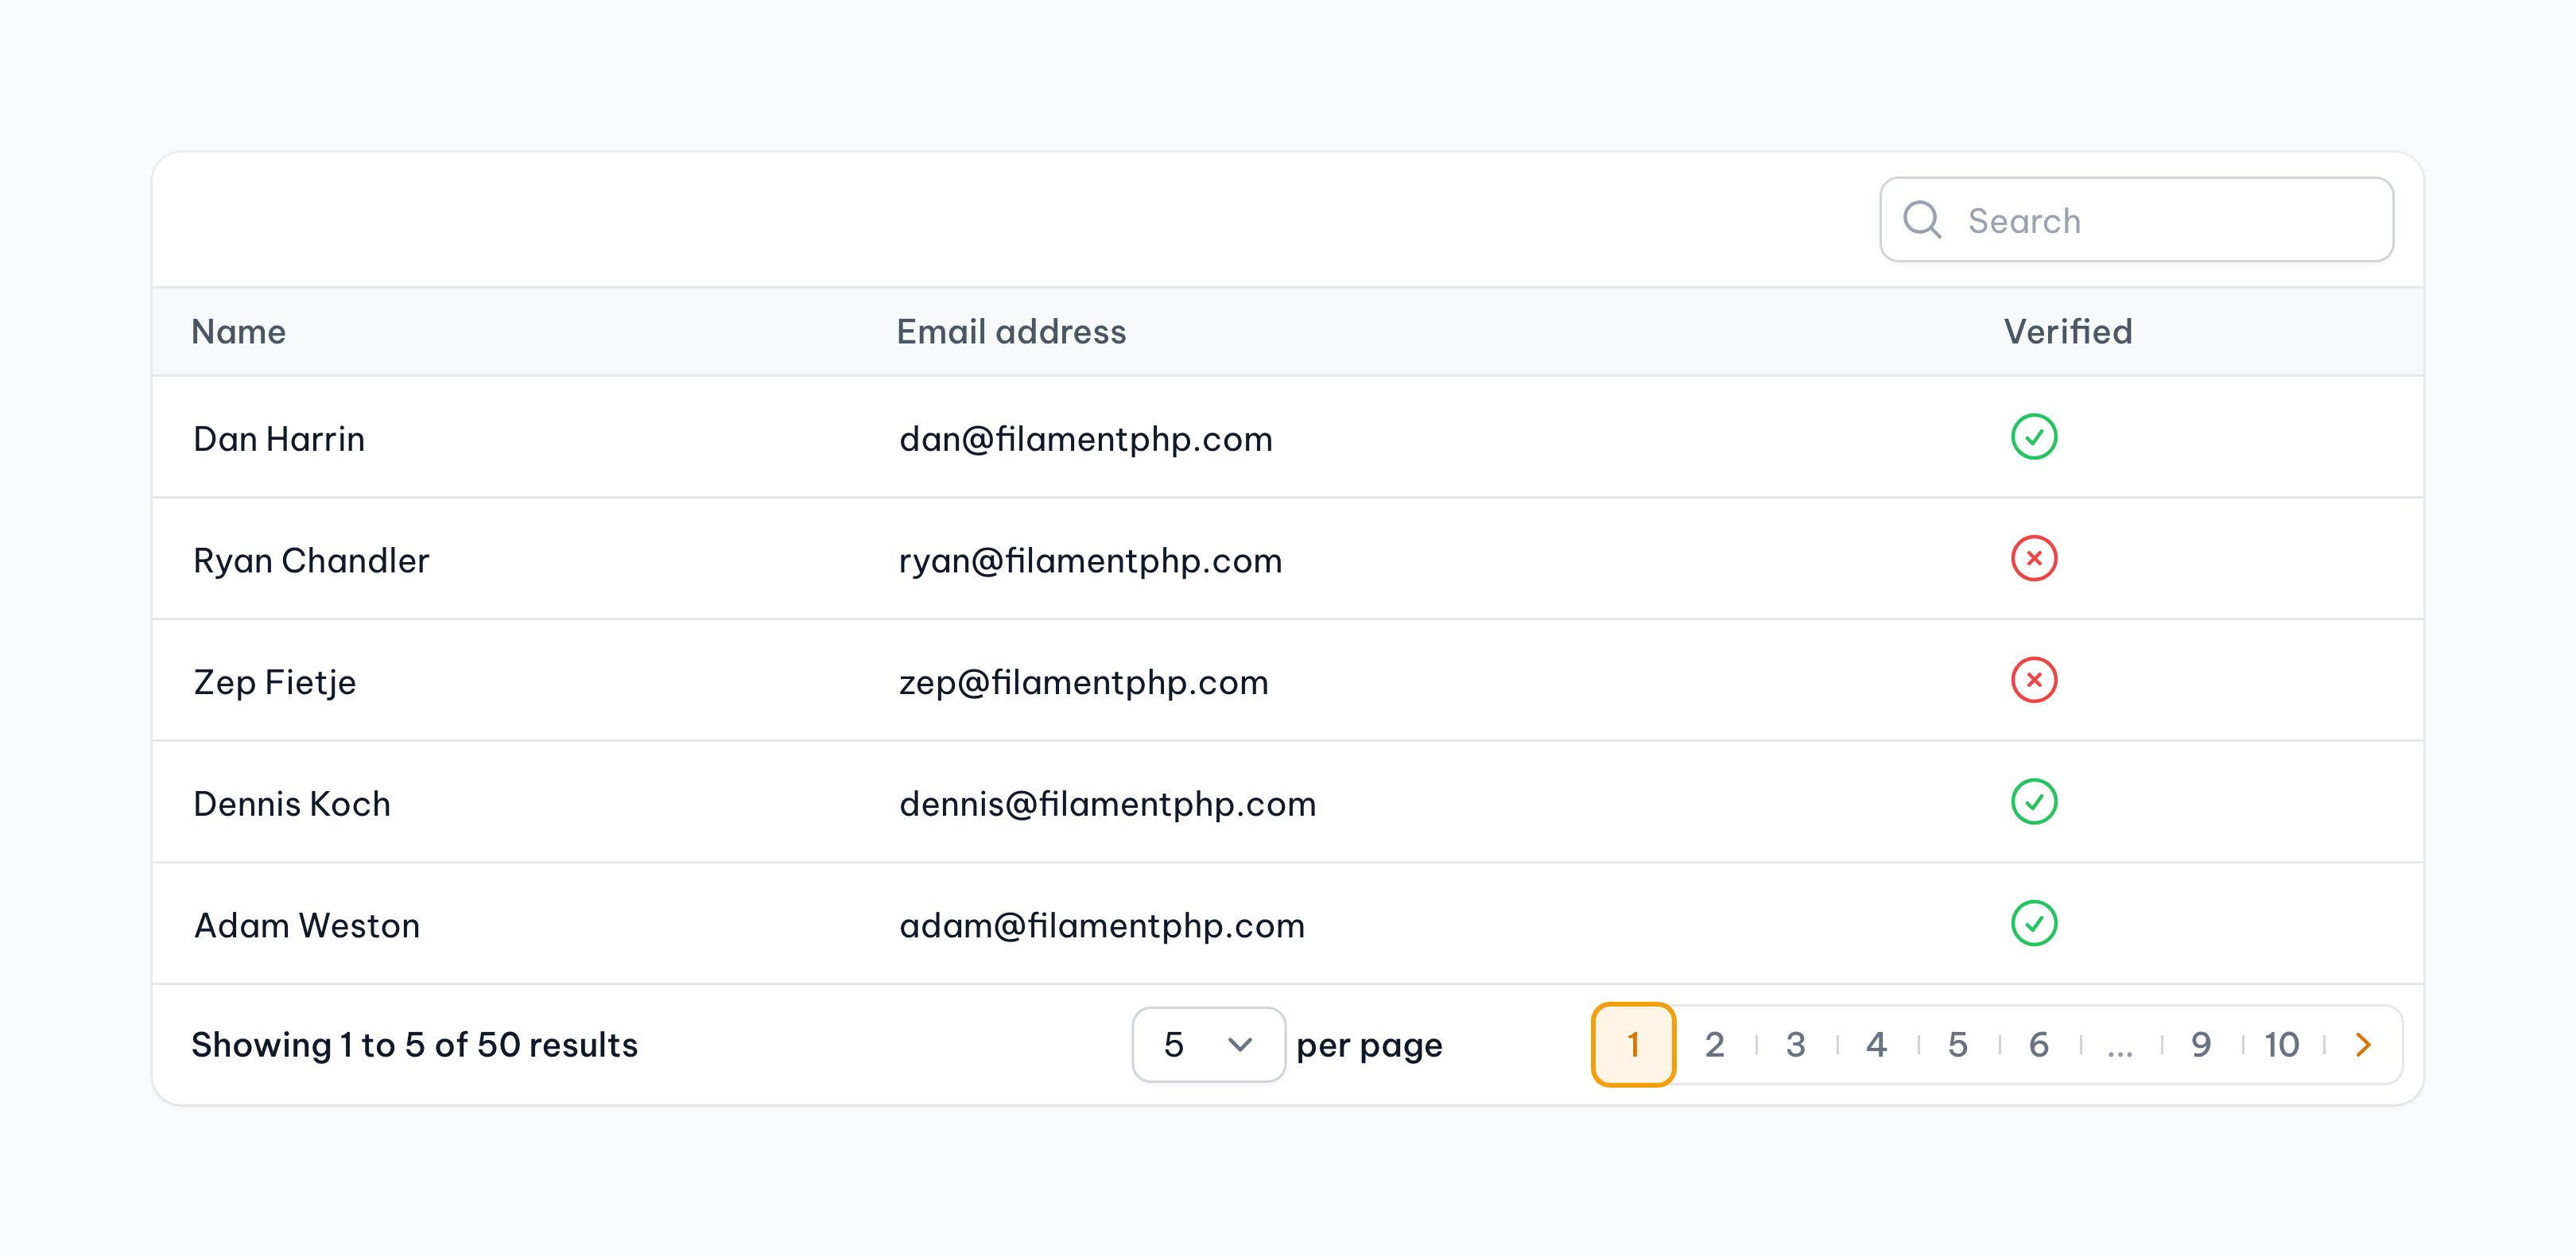 Search
Name Email address Verified
Dan Harrin dan@filamentphp.com
Ryan Chandler ryan@filamentphp.com
Zep Fietje zep@filamentphp.com
Dennis Koch dennis@filamentphp.com
Adam Weston adam@filamentphp.com
Showing 1 to 5 of 50 results 5 per page 1 2 3 4 5 6 ... 9 10